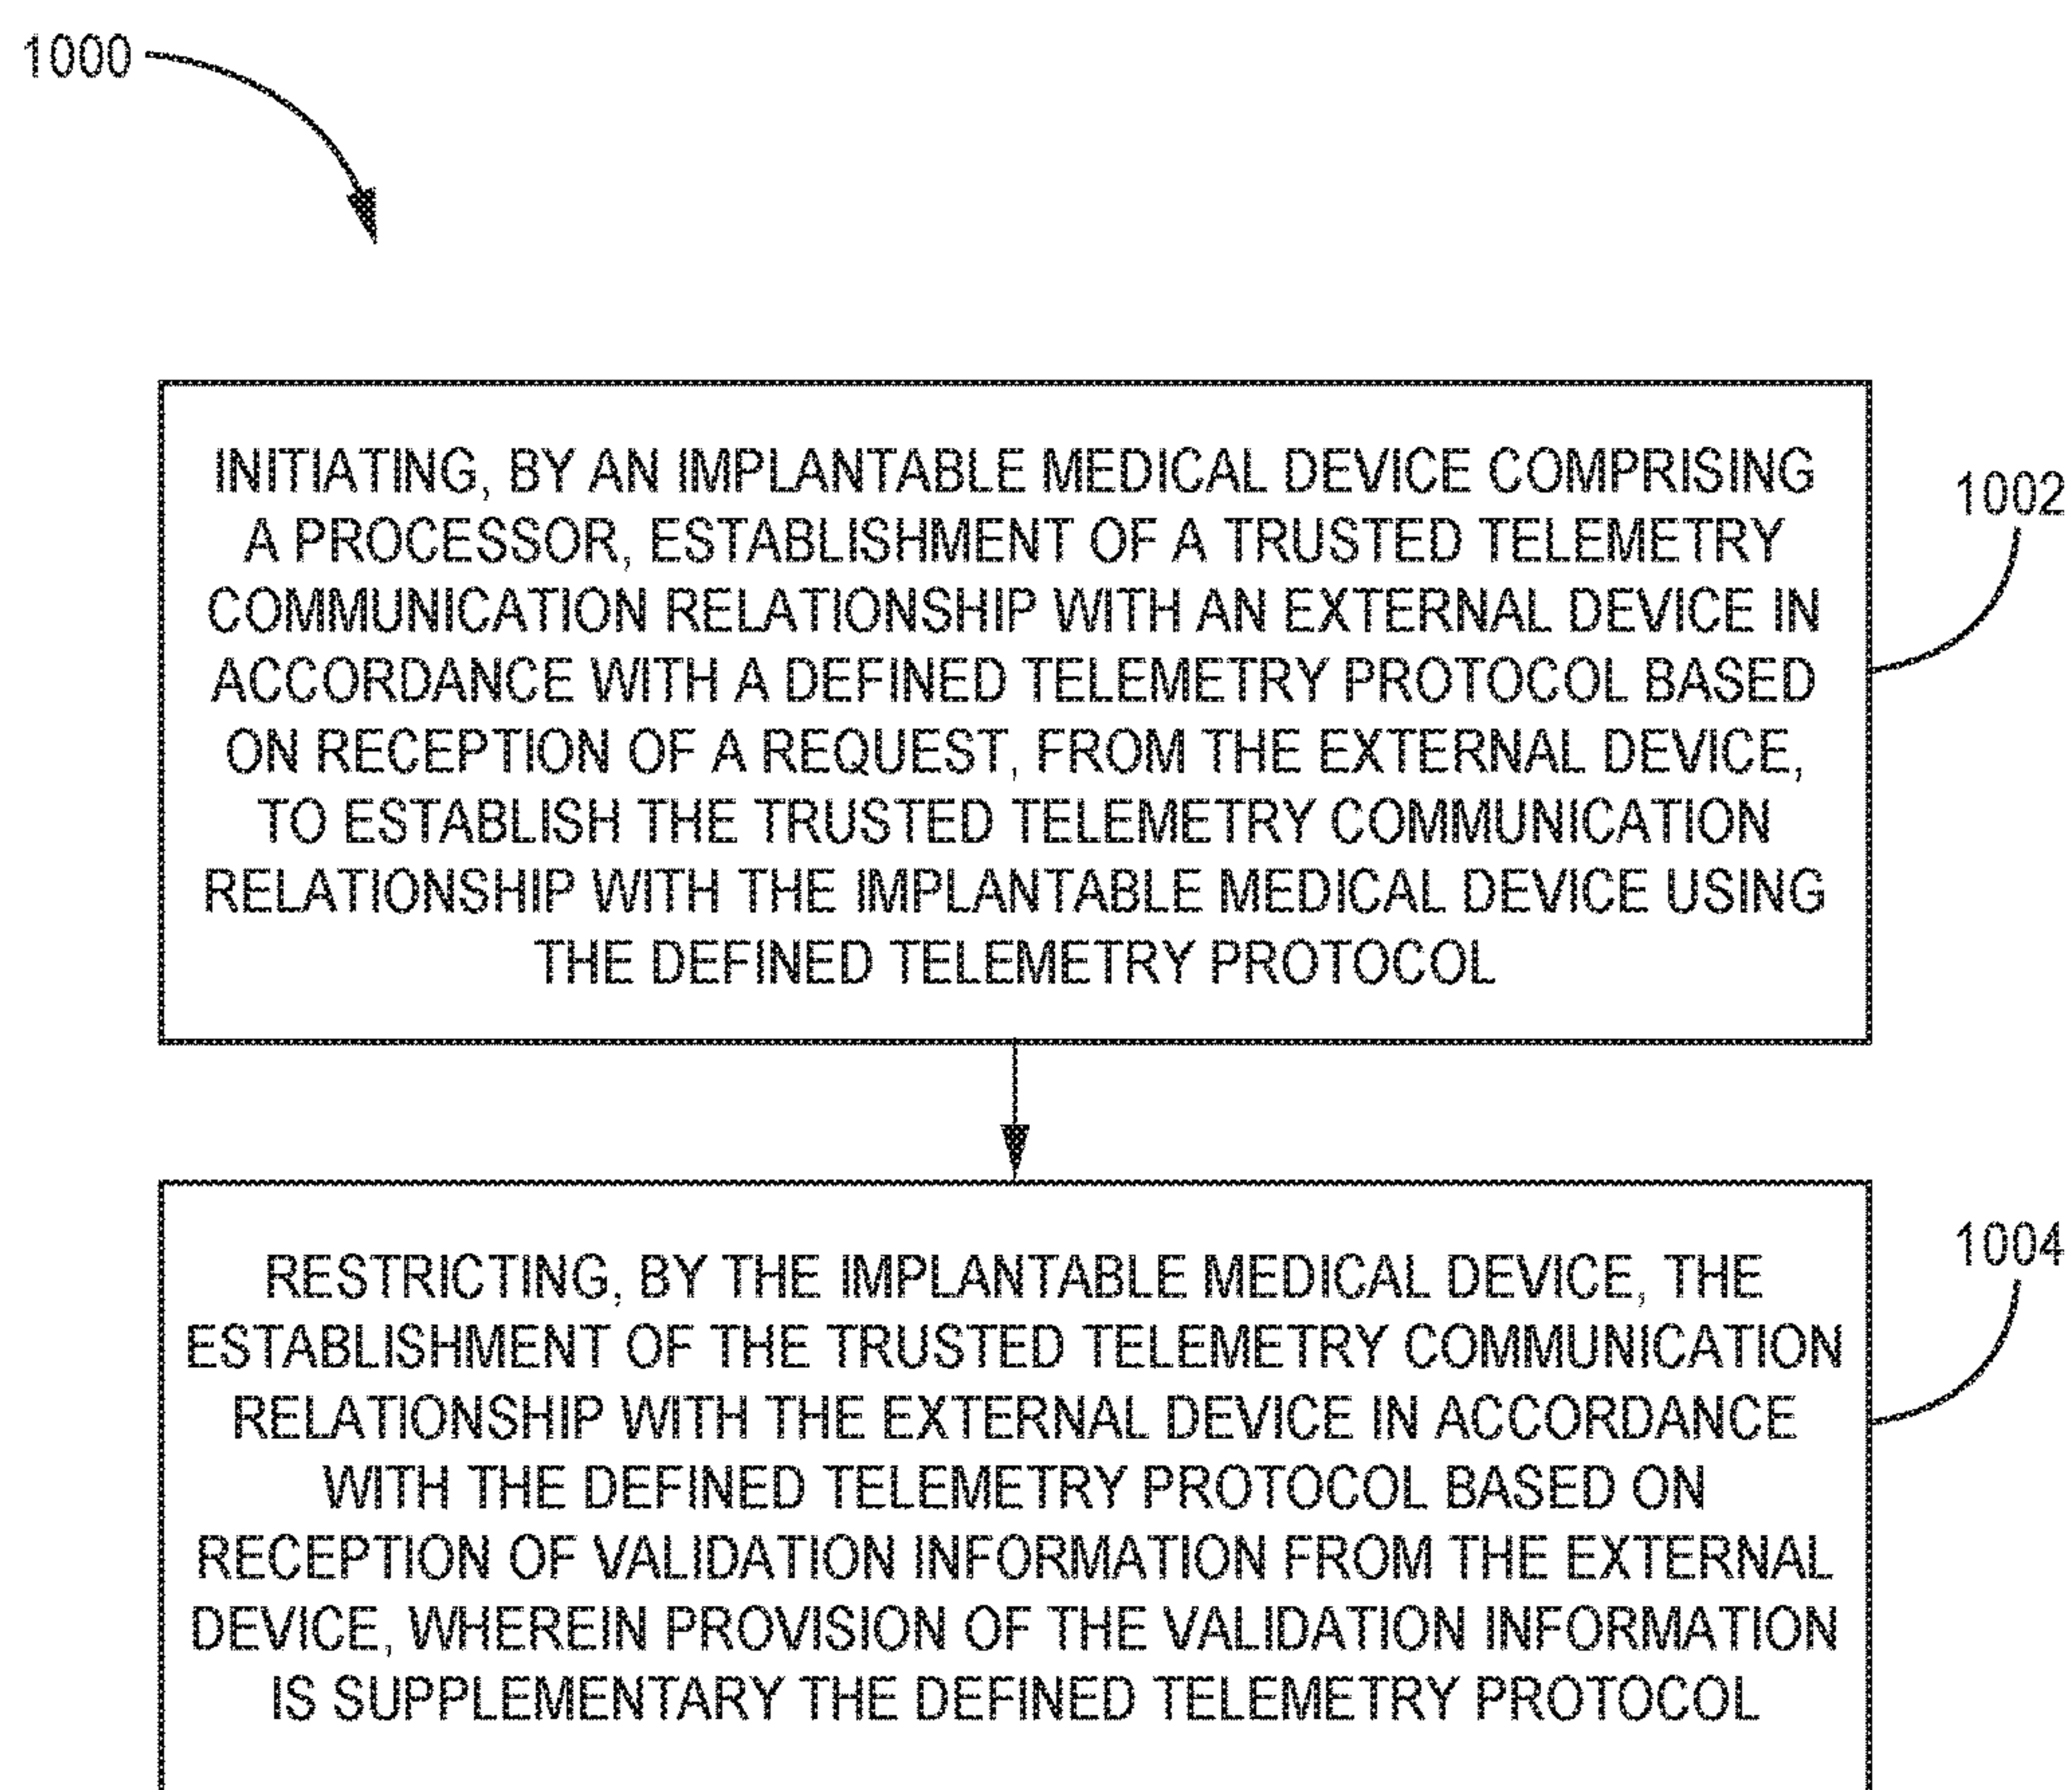 1000
INITIATING, BY AN IMPLANTABLE MEDICAL DEVICE COMPRISING
A PROCESSOR, ESTABLISHMENT OF A TRUSTED TELEMETRY
COMMUNICATION RELATIONSHIP WITH AN EXTERNAL DEVICE IN
ACCORDANCE WITH A DEFINED TELEMETRY PROTOCOL BASED
ON RECEPTION OF A REQUEST, FROM THE EXTERNAL DEVICE,
TO ESTABLISH THE TRUSTED TELEMETRY COMMUNICATION
RELATIONSHIP WITH THE IMPLANTABLE MEDICAL DEVICE USING
THE DEFINED TELEMETRY PROTOCOL
1002
RESTRICTING, BY THE IMPLANTABLE MEDICAL DEVICE, THE
ESTABLISHMENT OF THE TRUSTED TELEMETRY COMMUNICATION
RELATIONSHIP WITH THE EXTERNAL DEVICE IN ACCORDANCE
WITH THE DEFINED TELEMETRY PROTOCOL BASED ON
RECEPTION OF VALIDATION INFORMATION FROM THE EXTERNAL
DEVICE, WHEREIN PROVISION OF THE VALIDATION INFORMATION
IS SUPPLEMENTARY THE DEFINED TELEMETRY PROTOCOL
1004